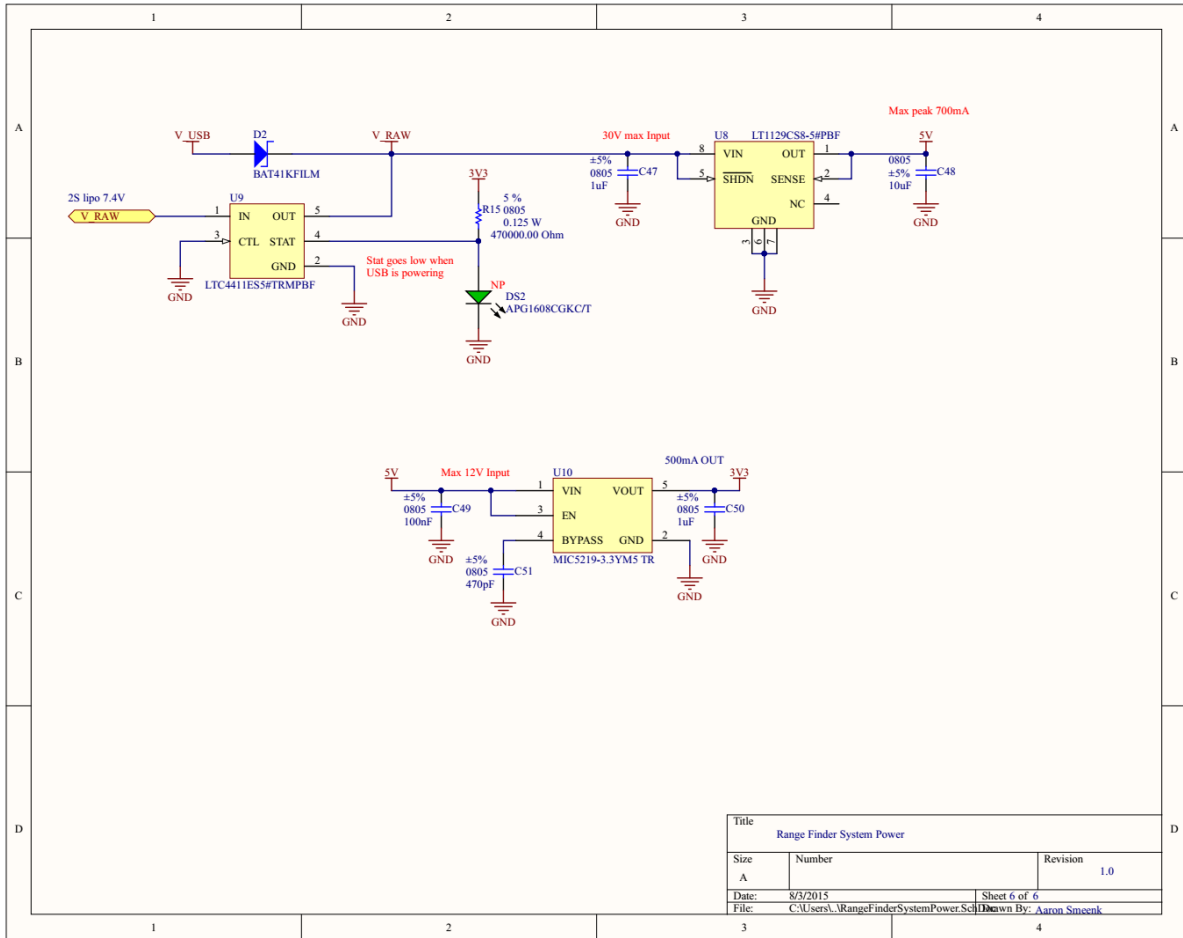 1 2 3 4
A
A
Max peak 700mA
V_USB
D2
BAT41KFILM
V_RAW
30V max Input
±5%
0805
1uF
C47
GND
U8
LT1129CS8-5#PBF
8 VIN
OUT 1
5 SHDN
SENSE 2
NC 4
GND
3 6 7
GND
5V
0805
±5%
10uF
C48
GND
2S lipo 7.4V
V_RAW
U9
1 IN
OUT 5
3 CTL
STAT 4
GND 2
LTC4411ES5#TRMPBF
GND
GND
3V3
R15
5 %
0805
0.125 W
470000.00 Ohm
Stat goes low when
USB is powering
NP
DS2
APG1608CGKC/T
GND
B
B
5V
Max 12V Input
±5%
0805
100nF
C49
GND
U10
1 VIN
VOUT 5
3 EN
4 BYPASS
GND 2
MIC5219-3.3YM5 TR
500mA OUT
3V3
±5%
0805
1uF
C50
GND
GND
±5%
0805
470pF
C51
GND
C
C
D
D
Title
Range Finder System Power
Size
A
Number
Revision
1.0
Date: 8/3/2015
Sheet 6 of 6
File: C:\Users\..\RangeFinderSystemPower.SchDoc
Drawn By: Aaron Smeenk
1 2 3 4